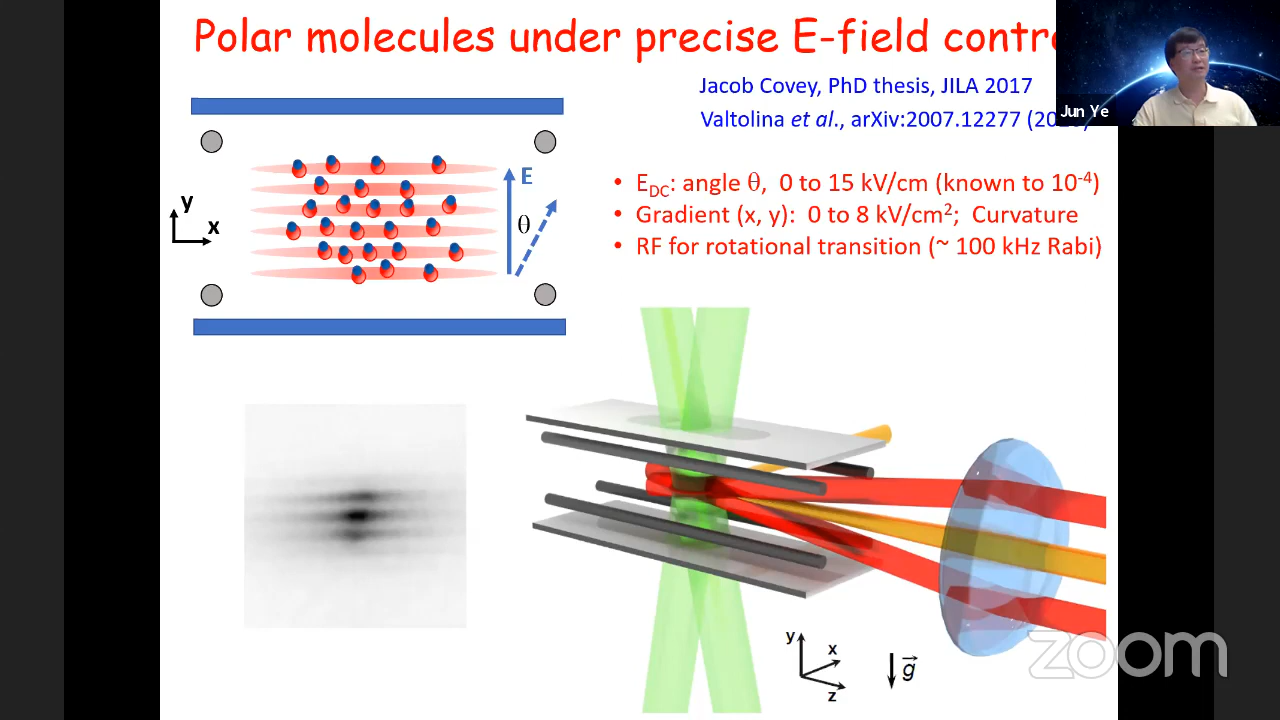 Polar molecules under precise E-field
Jacob Covey, PhD thesis, JILA 2017
Jun Ye
Valtolina et al., arXiv:2007.12277
y
x
E
θ
• E_DC: angle θ, 0 to 15 kV/cm (known to 10⁻⁴)
• Gradient (x, y): 0 to 8 kV/cm²; Curvature
• RF for rotational transition (~ 100 kHz Rabi)
y
x
z
g⃗
zoom